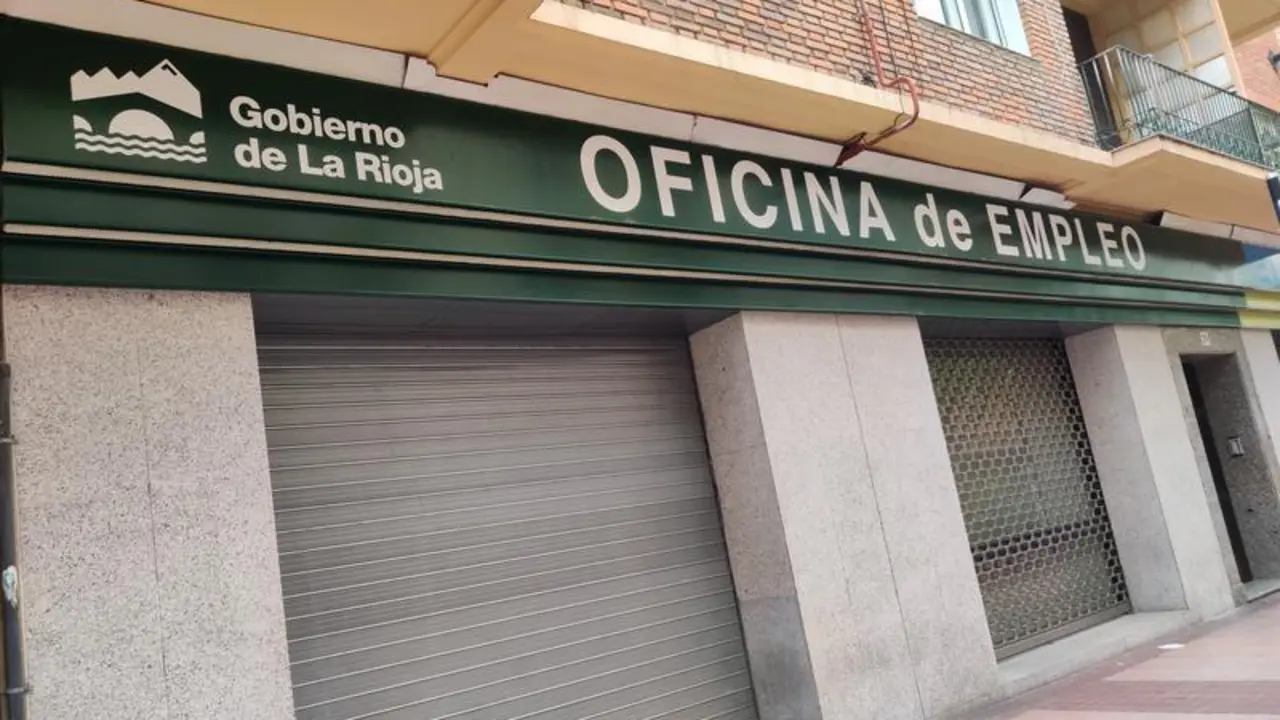 Gobierno
de La Rioja
OFICINA de EMPLEO